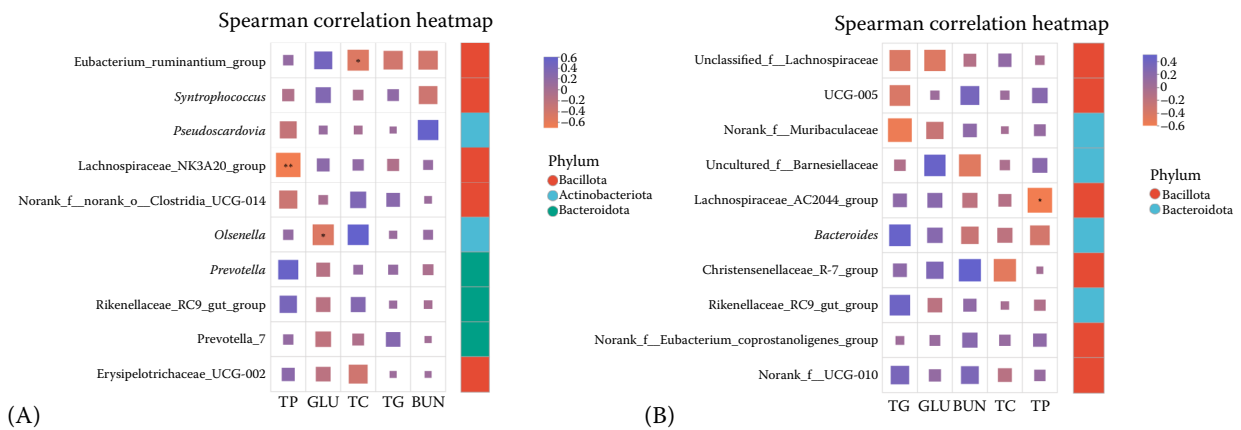 Spearman correlation heatmap
Eubacterium_ruminantium_group
Syntrophococcus
Pseudoscardovia
Lachnospiraceae_NK3A20_group
Norank_f__norank_o__Clostridia_UCG-014
Olsenella
Prevotella
Rikenellaceae_RC9_gut_group
Prevotella_7
Erysipelotrichaceae_UCG-002
*
**
*
TP GLU TC TG BUN
0.6
0.4
0.2
0
−0.2
−0.4
−0.6
Phylum
Bacillota
Actinobacteriota
Bacteroidota
(A)
Spearman correlation heatmap
Unclassified_f__Lachnospiraceae
UCG-005
Norank_f__Muribaculaceae
Uncultured_f__Barnesiellaceae
Lachnospiraceae_AC2044_group
Bacteroides
Christensenellaceae_R-7_group
Rikenellaceae_RC9_gut_group
Norank_f__Eubacterium_coprostanoligenes_group
Norank_f__UCG-010
*
TG GLU BUN TC TP
0.4
0.2
0
−0.2
−0.4
−0.6
Phylum
Bacillota
Bacteroidota
(B)